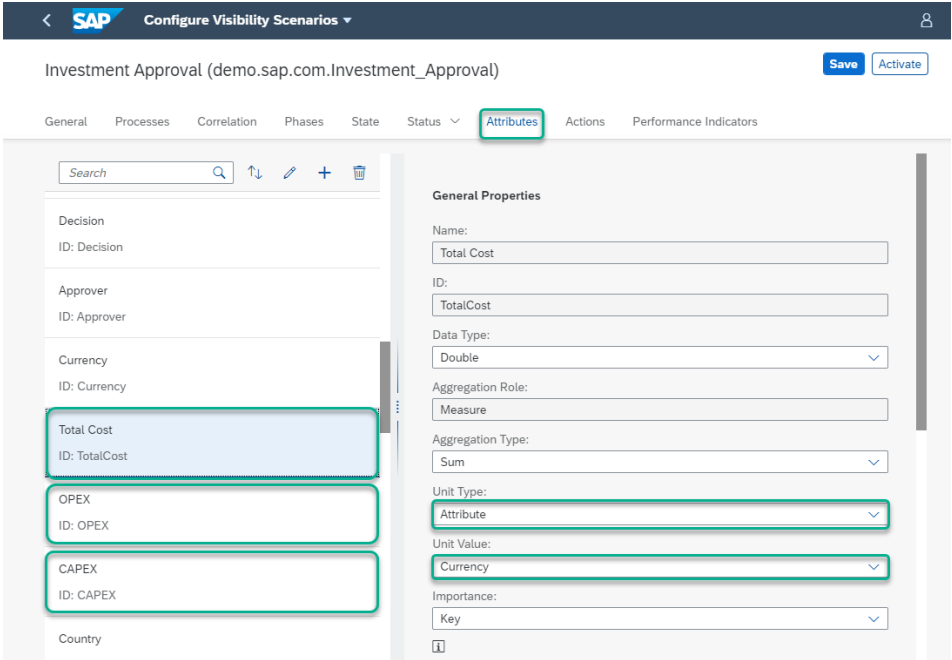 SAP Configure Visibility Scenarios
Investment Approval (demo.sap.com.Investment_Approval)
Save Activate
General Processes Correlation Phases State Status Attributes Actions Performance Indicators
Search
Decision
ID: Decision
Approver
ID: Approver
Currency
ID: Currency
Total Cost
ID: TotalCost
OPEX
ID: OPEX
CAPEX
ID: CAPEX
Country
General Properties
Name:
Total Cost
ID:
TotalCost
Data Type:
Double
Aggregation Role:
Measure
Aggregation Type:
Sum
Unit Type:
Attribute
Unit Value:
Currency
Importance:
Key